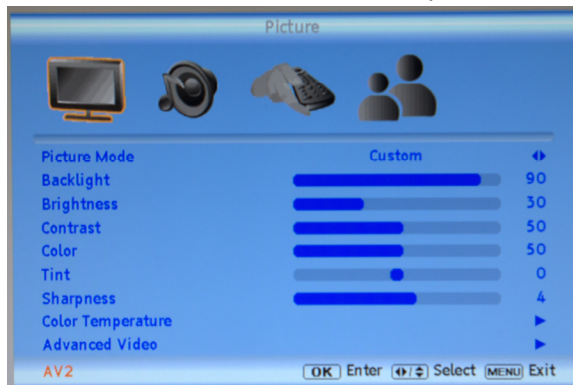 Picture
Picture Mode Custom
Backlight 90
Brightness 30
Contrast 50
Color 50
Tint 0
Sharpness 4
Color Temperature
Advanced Video
AV2 OK Enter Select MENU Exit